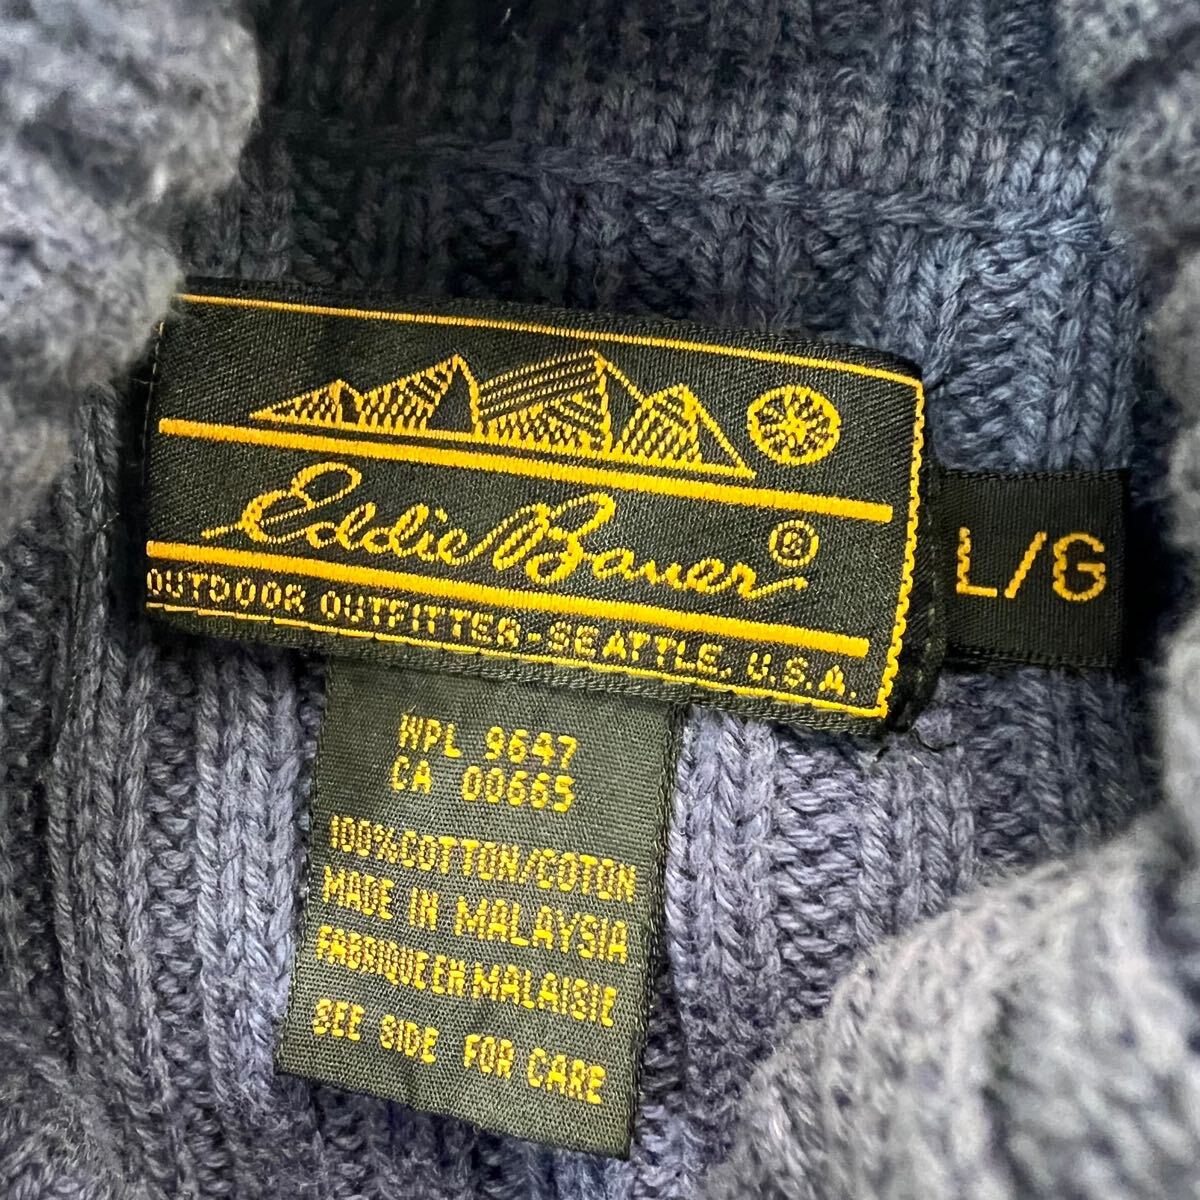 Eddie Bauer ®
OUTDOOR OUTFITTER-SEATTLE, U.S.A.
L/G
WPL 9647
CA 00665
100%COTTON/COTON
MADE IN MALAYSIA
FABRIQUE EN MALAISIE
SEE SIDE FOR CARE